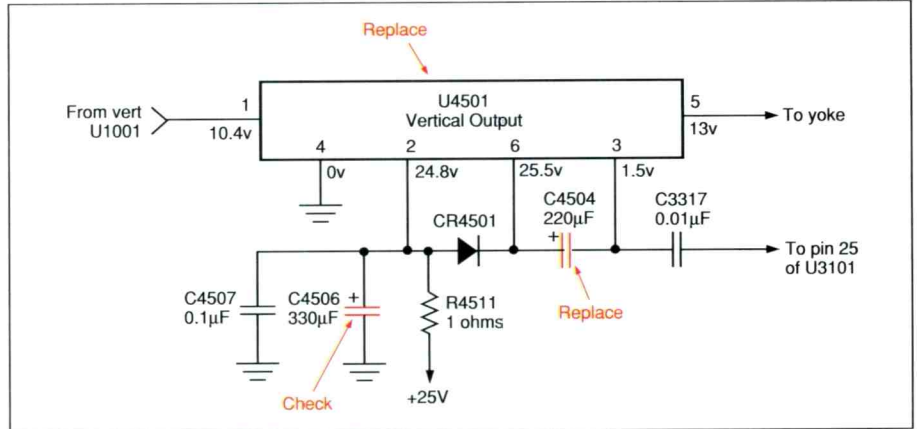 Replace
U4501
Vertical Output
From vert
U1001
1
10.4v
5
13v
To yoke
4
0v
2
24.8v
6
25.5v
3
1.5v
CR4501
C4504
220µF
+
C3317
0.01µF
To pin 25
of U3101
C4507
0.1µF
C4506
330µF
+
R4511
1 ohms
Replace
Check
+25V